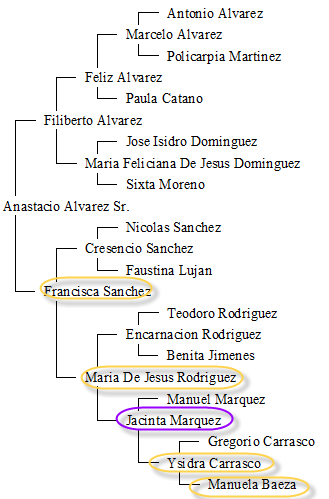 Antonio Alvarez
Marcelo Alvarez
Policarpia Martinez
Feliz Alvarez
Paula Catano
Filiberto Alvarez
Jose Isidro Dominguez
Maria Feliciana De Jesus Dominguez
Sixta Moreno
Anastacio Alvarez Sr.
Nicolas Sanchez
Cresencio Sanchez
Faustina Lujan
Francisca Sanchez
Teodoro Rodriguez
Encarnacion Rodriguez
Benita Jimenes
Maria De Jesus Rodriguez
Manuel Marquez
Jacinta Marquez
Gregorio Carrasco
Ysidra Carrasco
Manuela Baeza